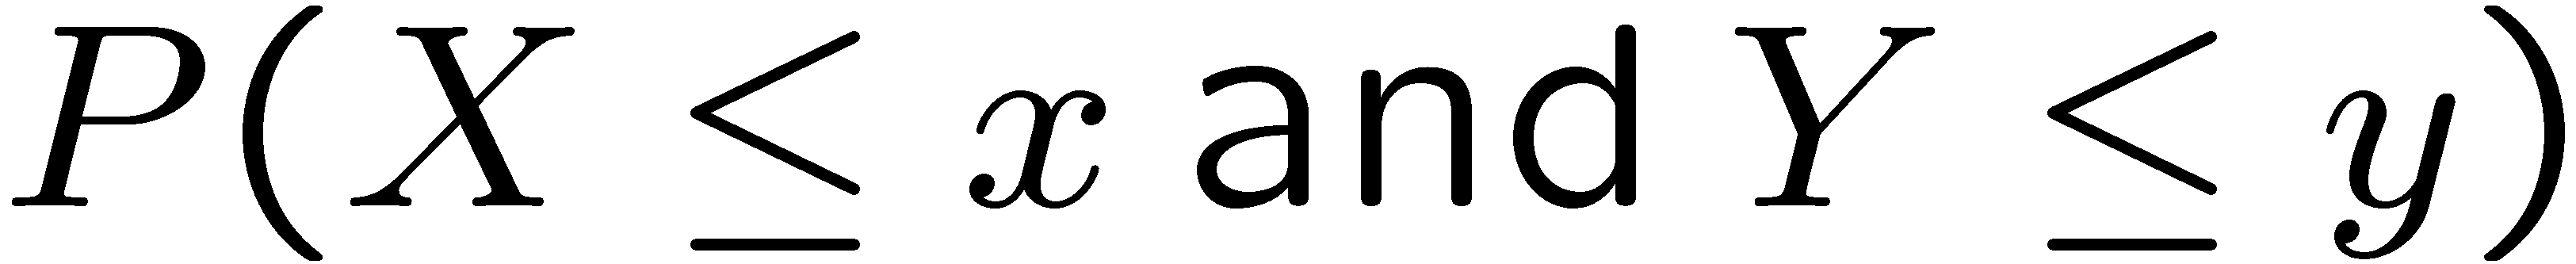 P(X ≤ x and Y ≤ y)